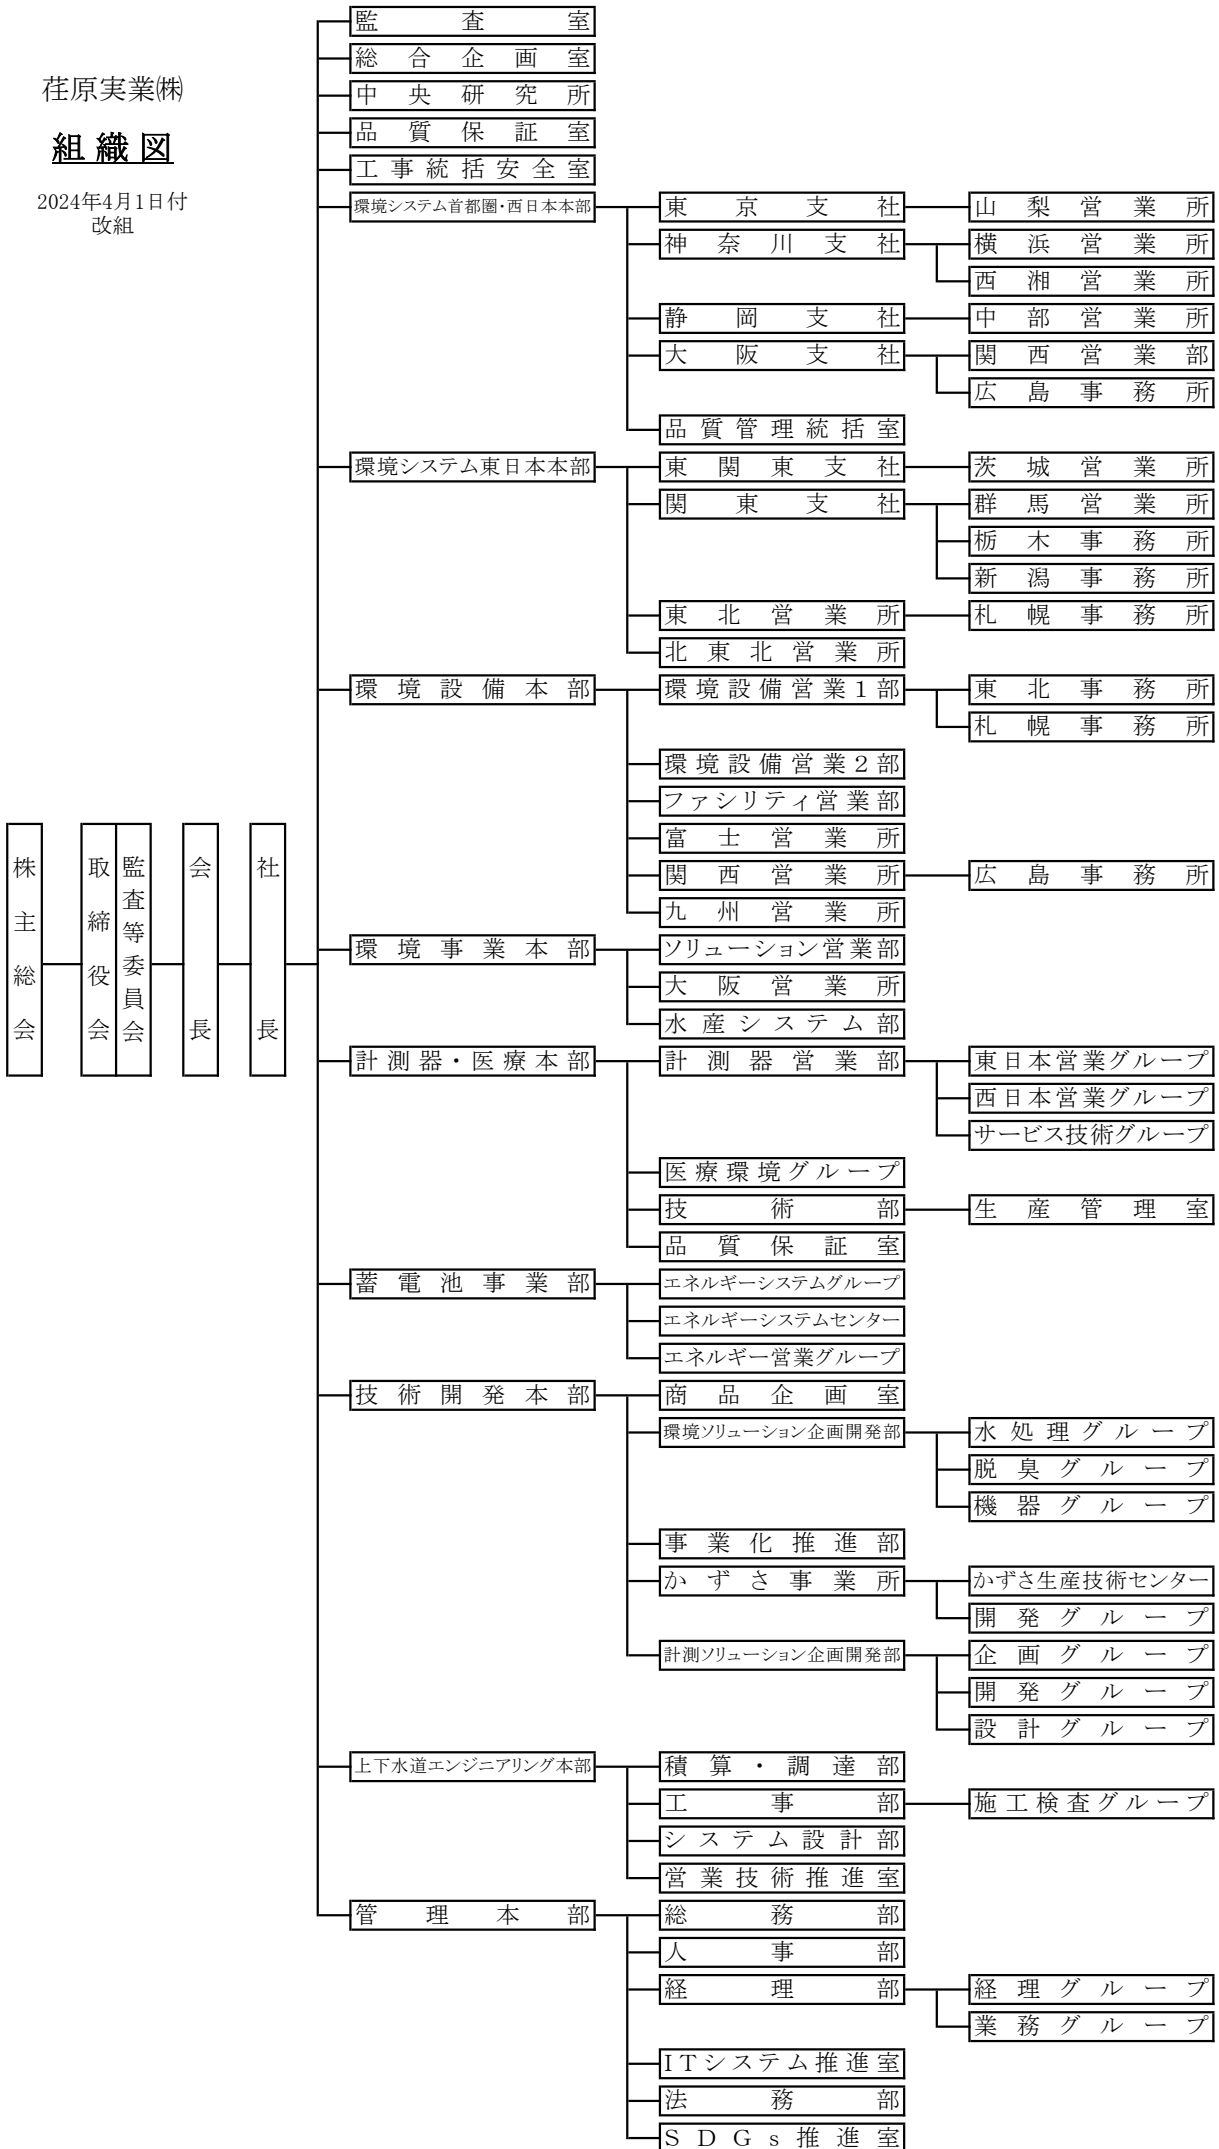 荏原実業㈱
組織図
2024年4月1日付
改組
株主総会
取締役会
監査等委員会
会長
社長
監査室
総合企画室
中央研究所
品質保証室
工事統括安全室
環境システム首都圏・西日本本部
東京支社
山梨営業所
神奈川支社
横浜営業所
西湘営業所
静岡支社
中部営業所
大阪支社
関西営業部
広島事務所
品質管理統括室
環境システム東日本本部
東関東支社
茨城営業所
関東支社
群馬営業所
栃木事務所
新潟事務所
東北営業所
札幌事務所
北東北営業所
環境設備本部
環境設備営業1部
東北事務所
札幌事務所
環境設備営業2部
ファシリティ営業部
富士営業所
関西営業所
広島事務所
九州営業所
環境事業本部
ソリューション営業部
大阪営業所
水産システム部
計測器・医療本部
計測器営業部
東日本営業グループ
西日本営業グループ
サービス技術グループ
医療環境グループ
技術部
生産管理室
品質保証室
蓄電池事業部
エネルギーシステムグループ
エネルギーシステムセンター
エネルギー営業グループ
技術開発本部
商品企画室
環境ソリューション企画開発部
水処理グループ
脱臭グループ
機器グループ
事業化推進部
かずさ事業所
かずさ生産技術センター
開発グループ
計測ソリューション企画開発部
企画グループ
開発グループ
設計グループ
上下水道エンジニアリング本部
積算・調達部
工事部
施工検査グループ
システム設計部
営業技術推進室
管理本部
総務部
人事部
経理部
経理グループ
業務グループ
ITシステム推進室
法務部
SDGs推進室